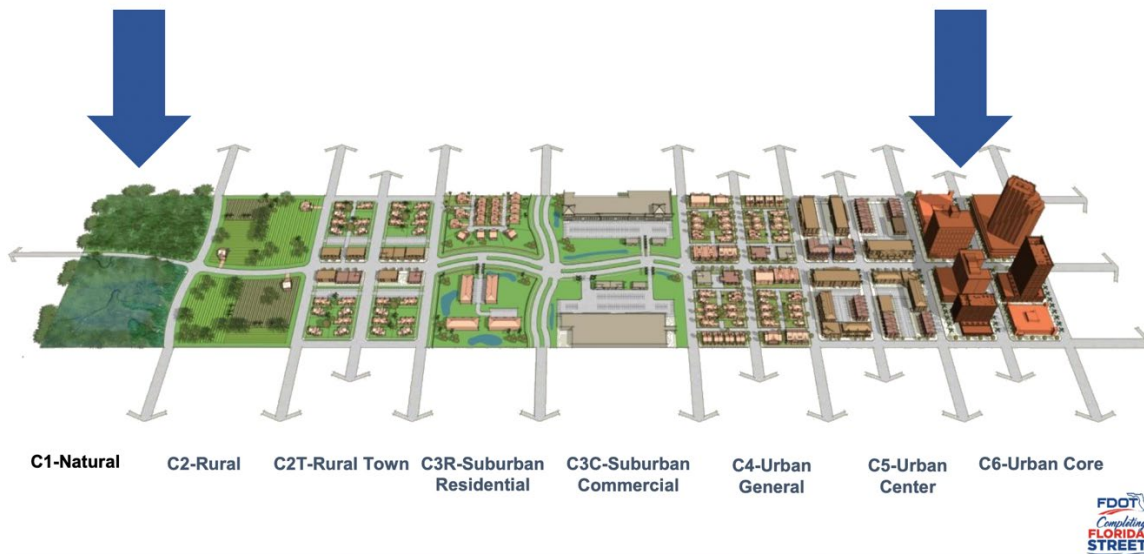 C1-Natural
C2-Rural
C2T-Rural Town
C3R-Suburban
Residential
C3C-Suburban
Commercial
C4-Urban
General
C5-Urban
Center
C6-Urban Core
FDOT
Completing
FLORIDA
STREET